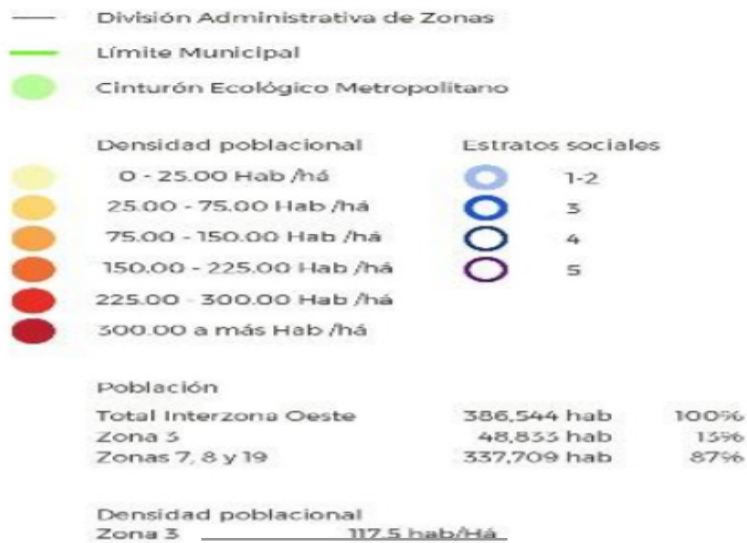 División Administrativa de Zonas
Límite Municipal
Cinturón Ecológico Metropolitano
Densidad poblacional
0 - 25.00 Hab /há
25.00 - 75.00 Hab /há
75.00 - 150.00 Hab /há
150.00 - 225.00 Hab /há
225.00 - 300.00 Hab /há
300.00 a más Hab /há
Estratos sociales
1-2
3
4
5
Población
Total Interzona Oeste 386,544 hab 100%
Zona 3 48,833 hab 13%
Zonas 7, 8 y 19 337,709 hab 87%
Densidad poblacional
Zona 3 117.5 hab/Há